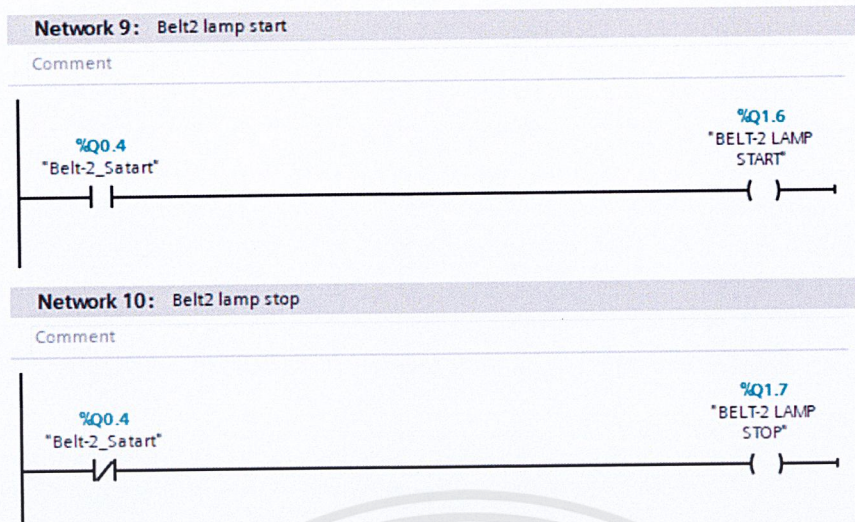 Network 9: Belt2 lamp start
Comment
%Q0.4
"Belt-2_Satart"
%Q1.6
"BELT-2 LAMP
START"
Network 10: Belt2 lamp stop
Comment
%Q0.4
"Belt-2_Satart"
%Q1.7
"BELT-2 LAMP
STOP"